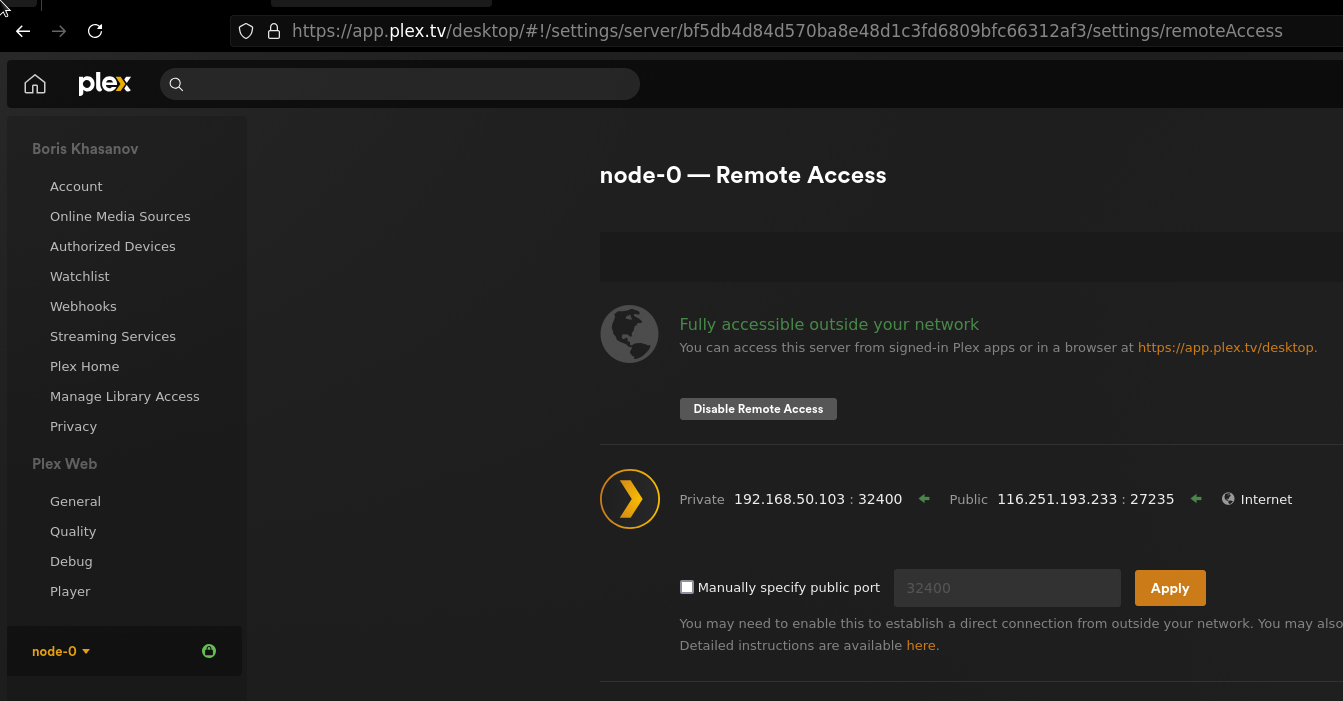 https://app.plex.tv/desktop/#!/settings/server/bf5db4d84d570ba8e48d1c3fd6809bfc66312af3/settings/remoteAccess
plex
Boris Khasanov
Account
Online Media Sources
Authorized Devices
Watchlist
Webhooks
Streaming Services
Plex Home
Manage Library Access
Privacy
Plex Web
General
Quality
Debug
Player
node-0
node-0 — Remote Access
Fully accessible outside your network
You can access this server from signed-in Plex apps or in a browser at https://app.plex.tv/desktop.
Disable Remote Access
Private 192.168.50.103 : 32400 Public 116.251.193.233 : 27235 Internet
Manually specify public port 32400 Apply
You may need to enable this to establish a direct connection from outside your network. You may also
Detailed instructions are available here.